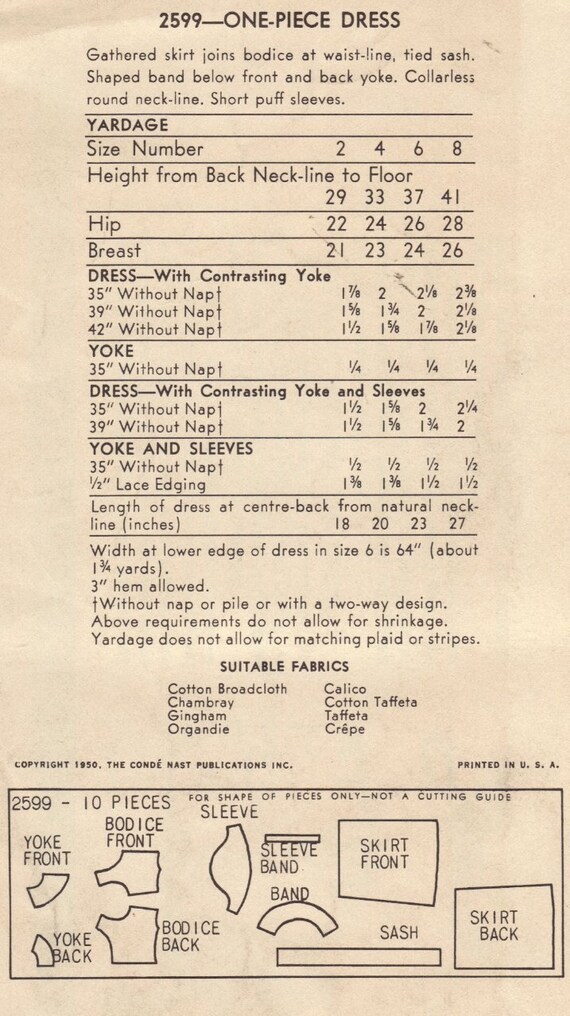 2599—ONE-PIECE DRESS
Gathered skirt joins bodice at waist-line, tied sash.
Shaped band below front and back yoke. Collarless
round neck-line. Short puff sleeves.
YARDAGE
Size Number 2 4 6 8
Height from Back Neck-line to Floor
29 33 37 41
Hip 22 24 26 28
Breast 21 23 24 26
DRESS—With Contrasting Yoke
35" Without Nap† 1⅞ 2 2⅛ 2⅜
39" Without Nap† 1⅝ 1¾ 2 2⅛
42" Without Nap† 1½ 1⅝ 1⅞ 2⅛
YOKE
35" Without Nap† ¼ ¼ ¼ ¼
DRESS—With Contrasting Yoke and Sleeves
35" Without Nap† 1½ 1⅝ 2 2¼
39" Without Nap† 1½ 1⅝ 1¾ 2
YOKE AND SLEEVES
35" Without Nap† ½ ½ ½ ½
½" Lace Edging 1⅜ 1⅜ 1½ 1½
Length of dress at centre-back from natural neck-
line (inches) 18 20 23 27
Width at lower edge of dress in size 6 is 64" (about
1¾ yards).
3" hem allowed.
†Without nap or pile or with a two-way design.
Above requirements do not allow for shrinkage.
Yardage does not allow for matching plaid or stripes.
SUITABLE FABRICS
Cotton Broadcloth Calico
Chambray Cotton Taffeta
Gingham Taffeta
Organdie Crêpe
COPYRIGHT 1950, THE CONDÉ NAST PUBLICATIONS INC. PRINTED IN U. S. A.
2599 - 10 PIECES FOR SHAPE OF PIECES ONLY—NOT A CUTTING GUIDE
YOKE
FRONT
BODICE
FRONT
SLEEVE
SLEEVE
BAND
SKIRT
FRONT
YOKE
BACK
BODICE
BACK
BAND
SASH
SKIRT
BACK